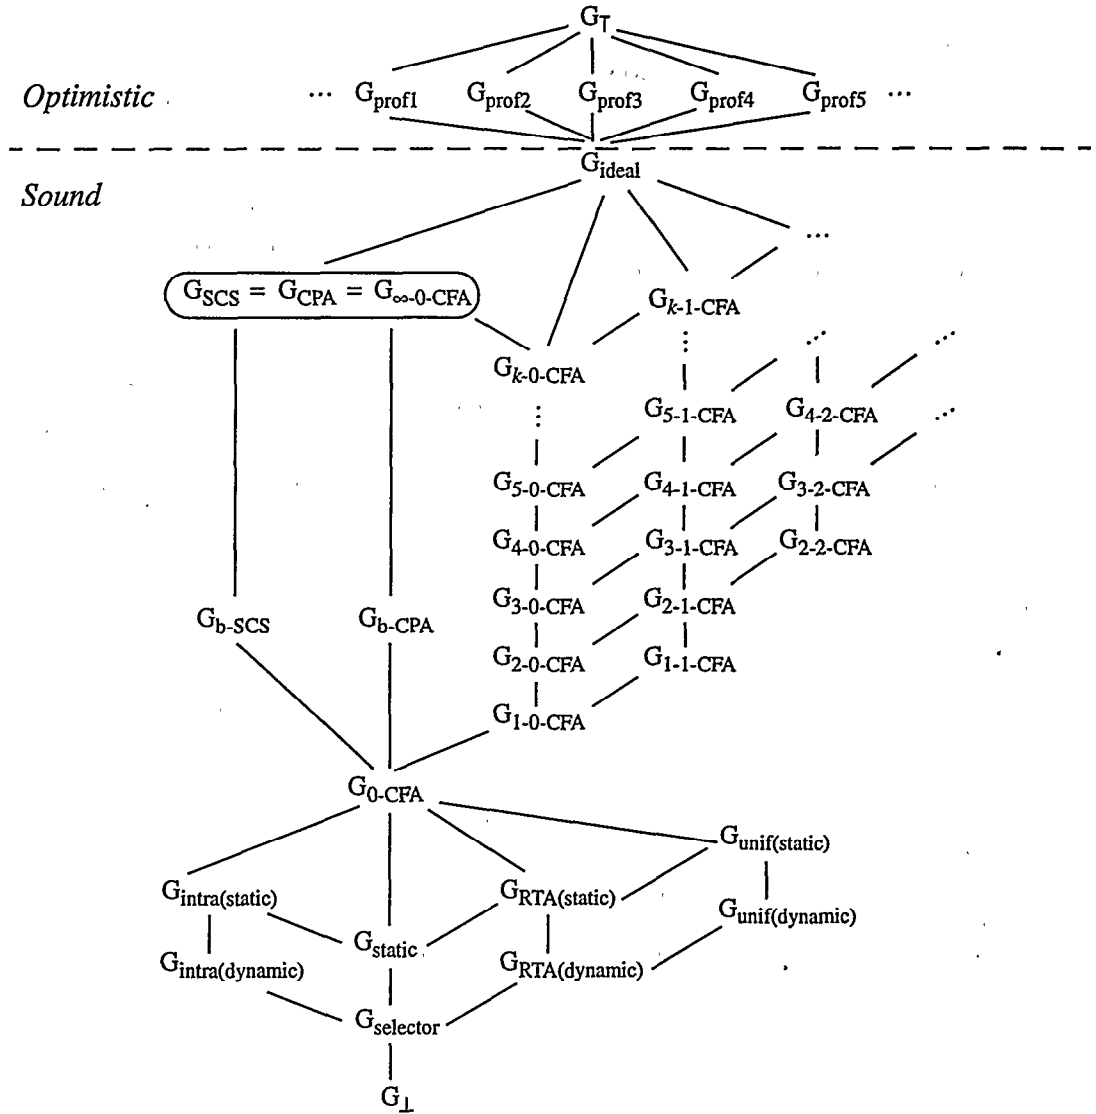 G⊤
Optimistic
··· Gprof1 Gprof2 Gprof3 Gprof4 Gprof5 ···
Gideal
Sound
···
GSCS = GCPA = G∞-0-CFA
Gk-1-CFA
Gk-0-CFA
G5-1-CFA G4-2-CFA
G5-0-CFA G4-1-CFA G3-2-CFA
G4-0-CFA G3-1-CFA G2-2-CFA
G3-0-CFA G2-1-CFA
Gb-SCS Gb-CPA
G2-0-CFA G1-1-CFA
G1-0-CFA
G0-CFA
Gunif(static)
Gintra(static) GRTA(static)
Gunif(dynamic)
Gstatic
Gintra(dynamic) GRTA(dynamic)
Gselector
G⊥